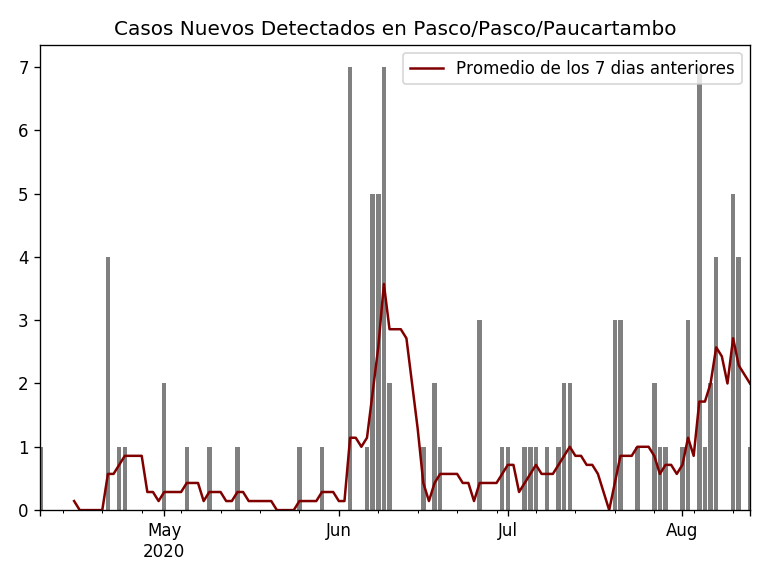 Casos Nuevos Detectados en Pasco/Pasco/Paucartambo
Promedio de los 7 dias anteriores
7
6
5
4
3
2
1
0
May
Jun
Jul
Aug
2020